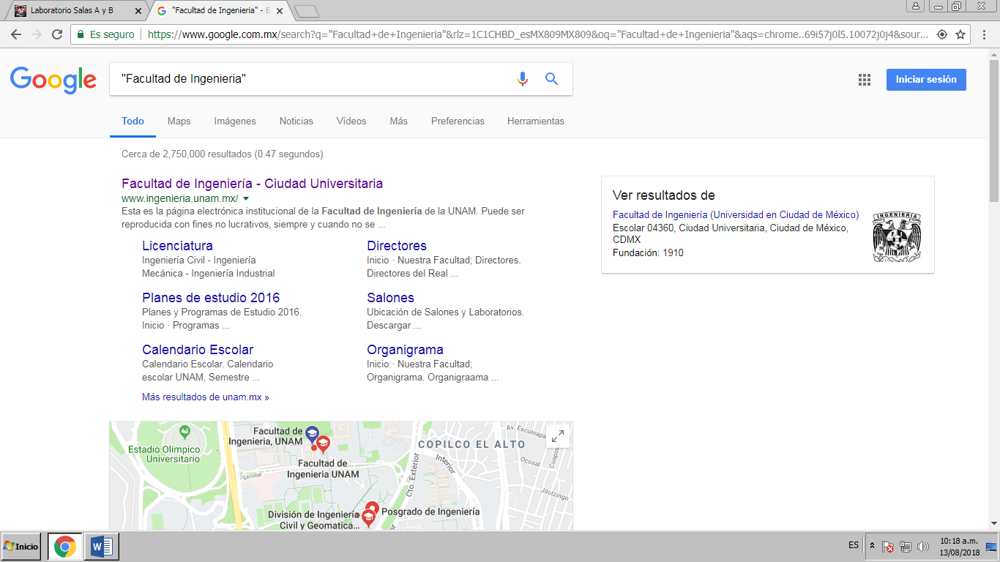 Laboratorio Salas A y B
"Facultad de Ingenieria" - B
Es seguro
https://www.google.com.mx/search?q="Facultad+de+Ingenieria"&rlz=1C1CHBD_esMX809MX809&oq="Facultad+de+Ingenieria"&aqs=chrome..69i57j0l5.10072j0j4&sour...
Google
"Facultad de Ingenieria"
Iniciar sesión
Todo Maps Imágenes Noticias Vídeos Más Preferencias Herramientas
Cerca de 2,750,000 resultados (0.47 segundos)
Facultad de Ingeniería - Ciudad Universitaria
www.ingenieria.unam.mx/
Esta es la página electrónica institucional de la Facultad de Ingeniería de la UNAM. Puede ser
reproducida con fines no lucrativos, siempre y cuando no se ...
Licenciatura
Ingeniería Civil - Ingeniería
Mecánica - Ingeniería Industrial
Directores
Inicio · Nuestra Facultad; Directores.
Directores del Real ...
Planes de estudio 2016
Planes y Programas de Estudio 2016.
Inicio · Programas ...
Salones
Ubicación de Salones y Laboratorios.
Descargar ...
Calendario Escolar
Calendario Escolar. Calendario
escolar UNAM, Semestre ...
Organigrama
Inicio · Nuestra Facultad;
Organigrama. Organigraama ...
Más resultados de unam.mx »
Ver resultados de
Facultad de Ingeniería (Universidad en Ciudad de México)
Escolar 04360, Ciudad Universitaria, Ciudad de México,
CDMX
Fundación: 1910
INGENIERIA
Estadio Olímpico
Universitario
Facultad de
Ingenieria, UNAM
Facultad de
Ingenieria UNAM
Escolar
COPILCO EL ALTO
Av. Escuinapa
Cuapin
Ocoxal
Jilotzingo
Interior
Cto. Exterior
División de Ingeniería
Civil y Geomatica...
Posgrado de Ingeniería
Inicio
ES
10:18 a.m.
13/08/2018